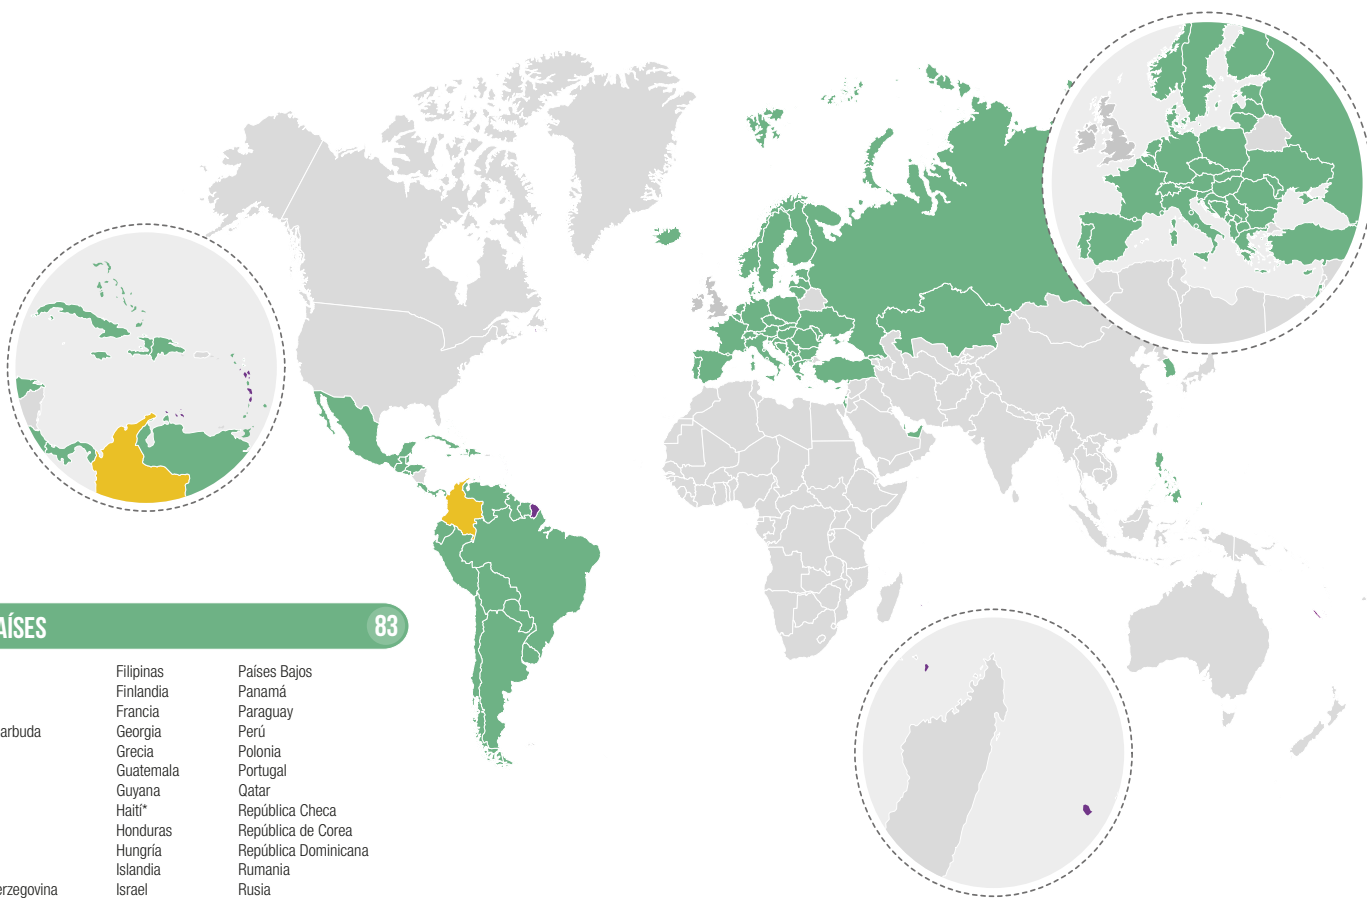 AÍSES 83
Filipinas Países Bajos
Finlandia Panamá
Francia Paraguay
arbuda Georgia Perú
Grecia Polonia
Guatemala Portugal
Guyana Qatar
Haití* República Checa
Honduras República de Corea
Hungría República Dominicana
Islandia Rumania
erzegovina Israel Rusia